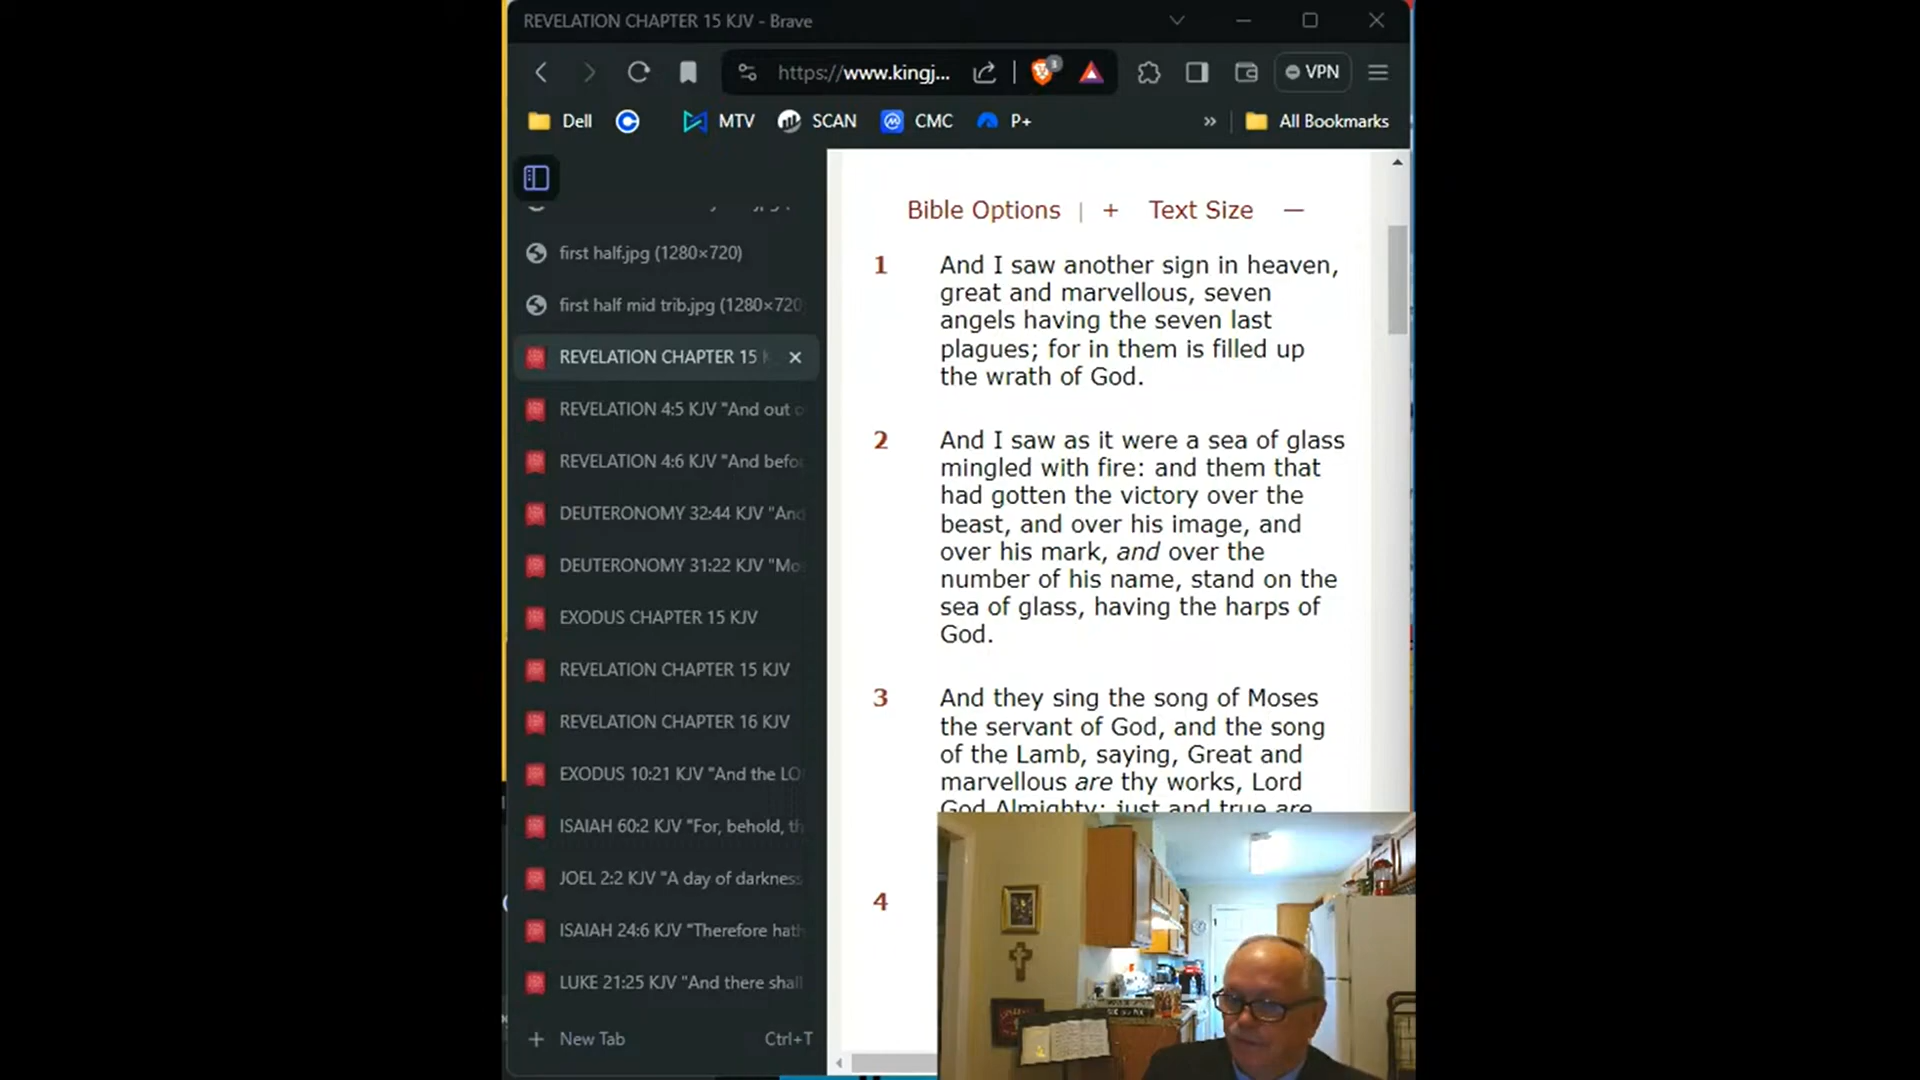 REVELATION CHAPTER 15 KJV - Brave
https://www.kingj...
3
VPN
Dell
MTV
SCAN
CMC
P+
»
All Bookmarks
first half.jpg (1280×720)
first half mid trib.jpg (1280×720
REVELATION CHAPTER 15
REVELATION 4:5 KJV "And out o
REVELATION 4:6 KJV "And befo
DEUTERONOMY 32:44 KJV "And
DEUTERONOMY 31:22 KJV "Mo
EXODUS CHAPTER 15 KJV
REVELATION CHAPTER 15 KJV
REVELATION CHAPTER 16 KJV
EXODUS 10:21 KJV "And the LO
ISAIAH 60:2 KJV "For, behold, th
JOEL 2:2 KJV "A day of darkness
ISAIAH 24:6 KJV "Therefore hath
LUKE 21:25 KJV "And there shall
+ New Tab Ctrl+T
Bible Options | + Text Size —
1 And I saw another sign in heaven,
great and marvellous, seven
angels having the seven last
plagues; for in them is filled up
the wrath of God.
2 And I saw as it were a sea of glass
mingled with fire: and them that
had gotten the victory over the
beast, and over his image, and
over his mark, and over the
number of his name, stand on the
sea of glass, having the harps of
God.
3 And they sing the song of Moses
the servant of God, and the song
of the Lamb, saying, Great and
marvellous are thy works, Lord
God Almighty; just and true are
4